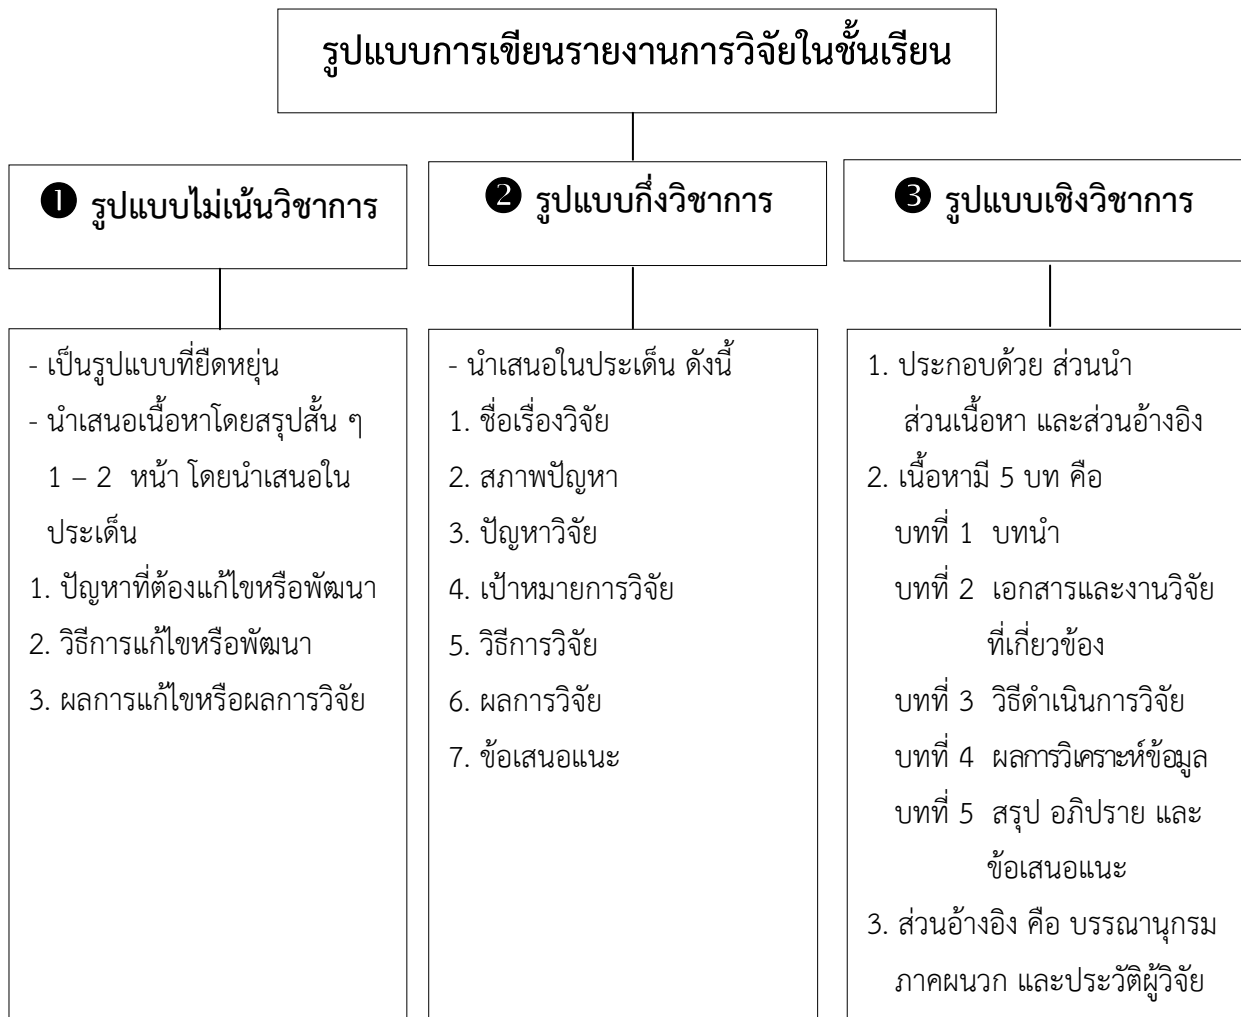 รูปแบบการเขียนรายงานการวิจัยในชั้นเรียน
❶ รูปแบบไม่เน้นวิชาการ
- เป็นรูปแบบที่ยืดหยุ่น
- นำเสนอเนื้อหาโดยสรุปสั้น ๆ
1 – 2 หน้า โดยนำเสนอใน
ประเด็น
1. ปัญหาที่ต้องแก้ไขหรือพัฒนา
2. วิธีการแก้ไขหรือพัฒนา
3. ผลการแก้ไขหรือผลการวิจัย
❷ รูปแบบกึ่งวิชาการ
- นำเสนอในประเด็น ดังนี้
1. ชื่อเรื่องวิจัย
2. สภาพปัญหา
3. ปัญหาวิจัย
4. เป้าหมายการวิจัย
5. วิธีการวิจัย
6. ผลการวิจัย
7. ข้อเสนอแนะ
❸ รูปแบบเชิงวิชาการ
1. ประกอบด้วย ส่วนนำ
ส่วนเนื้อหา และส่วนอ้างอิง
2. เนื้อหามี 5 บท คือ
บทที่ 1 บทนำ
บทที่ 2 เอกสารและงานวิจัย
ที่เกี่ยวข้อง
บทที่ 3 วิธีดำเนินการวิจัย
บทที่ 4 ผลการวิเคราะห์ข้อมูล
บทที่ 5 สรุป อภิปราย และ
ข้อเสนอแนะ
3. ส่วนอ้างอิง คือ บรรณานุกรม
ภาคผนวก และประวัติผู้วิจัย